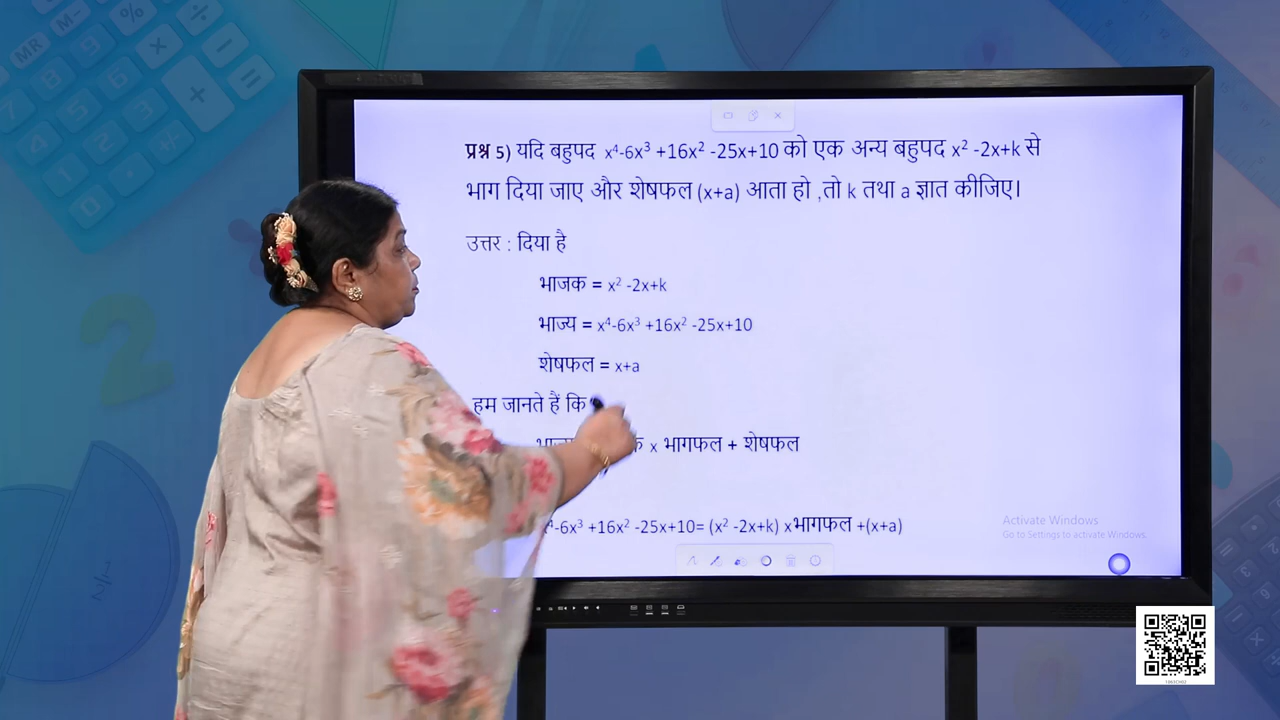 प्रश्न 5) यदि बहुपद x⁴-6x³ +16x² -25x+10 को एक अन्य बहुपद x² -2x+k से
भाग दिया जाए और शेषफल (x+a) आता हो ,तो k तथा a ज्ञात कीजिए।
उत्तर : दिया है
भाजक = x² -2x+k
भाज्य = x⁴-6x³ +16x² -25x+10
शेषफल = x+a
हम जानते हैं कि
x भागफल + शेषफल
-6x³ +16x² -25x+10= (x² -2x+k) xभागफल +(x+a)
Activate Windows
Go to Settings to activate Windows.